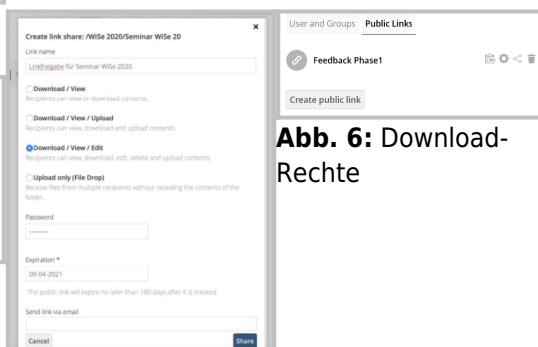 ×
Create link share: /WiSe 2020/Seminar WiSe 20
Link name
Linkfreigabe für Seminar WiSe 2020
Download / View
Recipients can view or download contents.
Download / View / Upload
Recipients can view, download and upload contents.
Download / View / Edit
Recipients can view, download, edit, delete and upload contents.
Upload only (File Drop)
Receive files from multiple recipients without revealing the contents of the
folder.
Password
********
Expiration *
09-04-2021
The public link will expire no later than 180 days after it is created
Send link via email
Cancel
Share
User and Groups Public Links
Feedback Phase1
Create public link
Abb. 6: Download-
Rechte